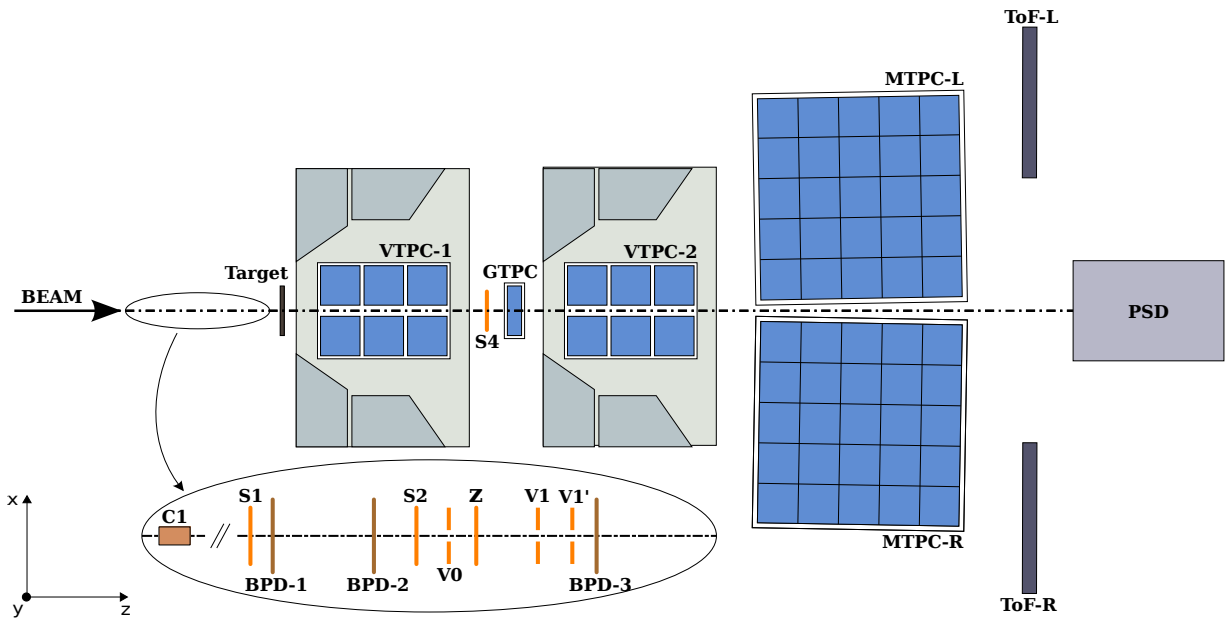 ToF-L
MTPC-L
VTPC-1
VTPC-2
Target
GTPC
BEAM
PSD
S4
S1
S2
Z
V1
V1'
C1
x
MTPC-R
V0
BPD-1
BPD-2
BPD-3
y
z
ToF-R